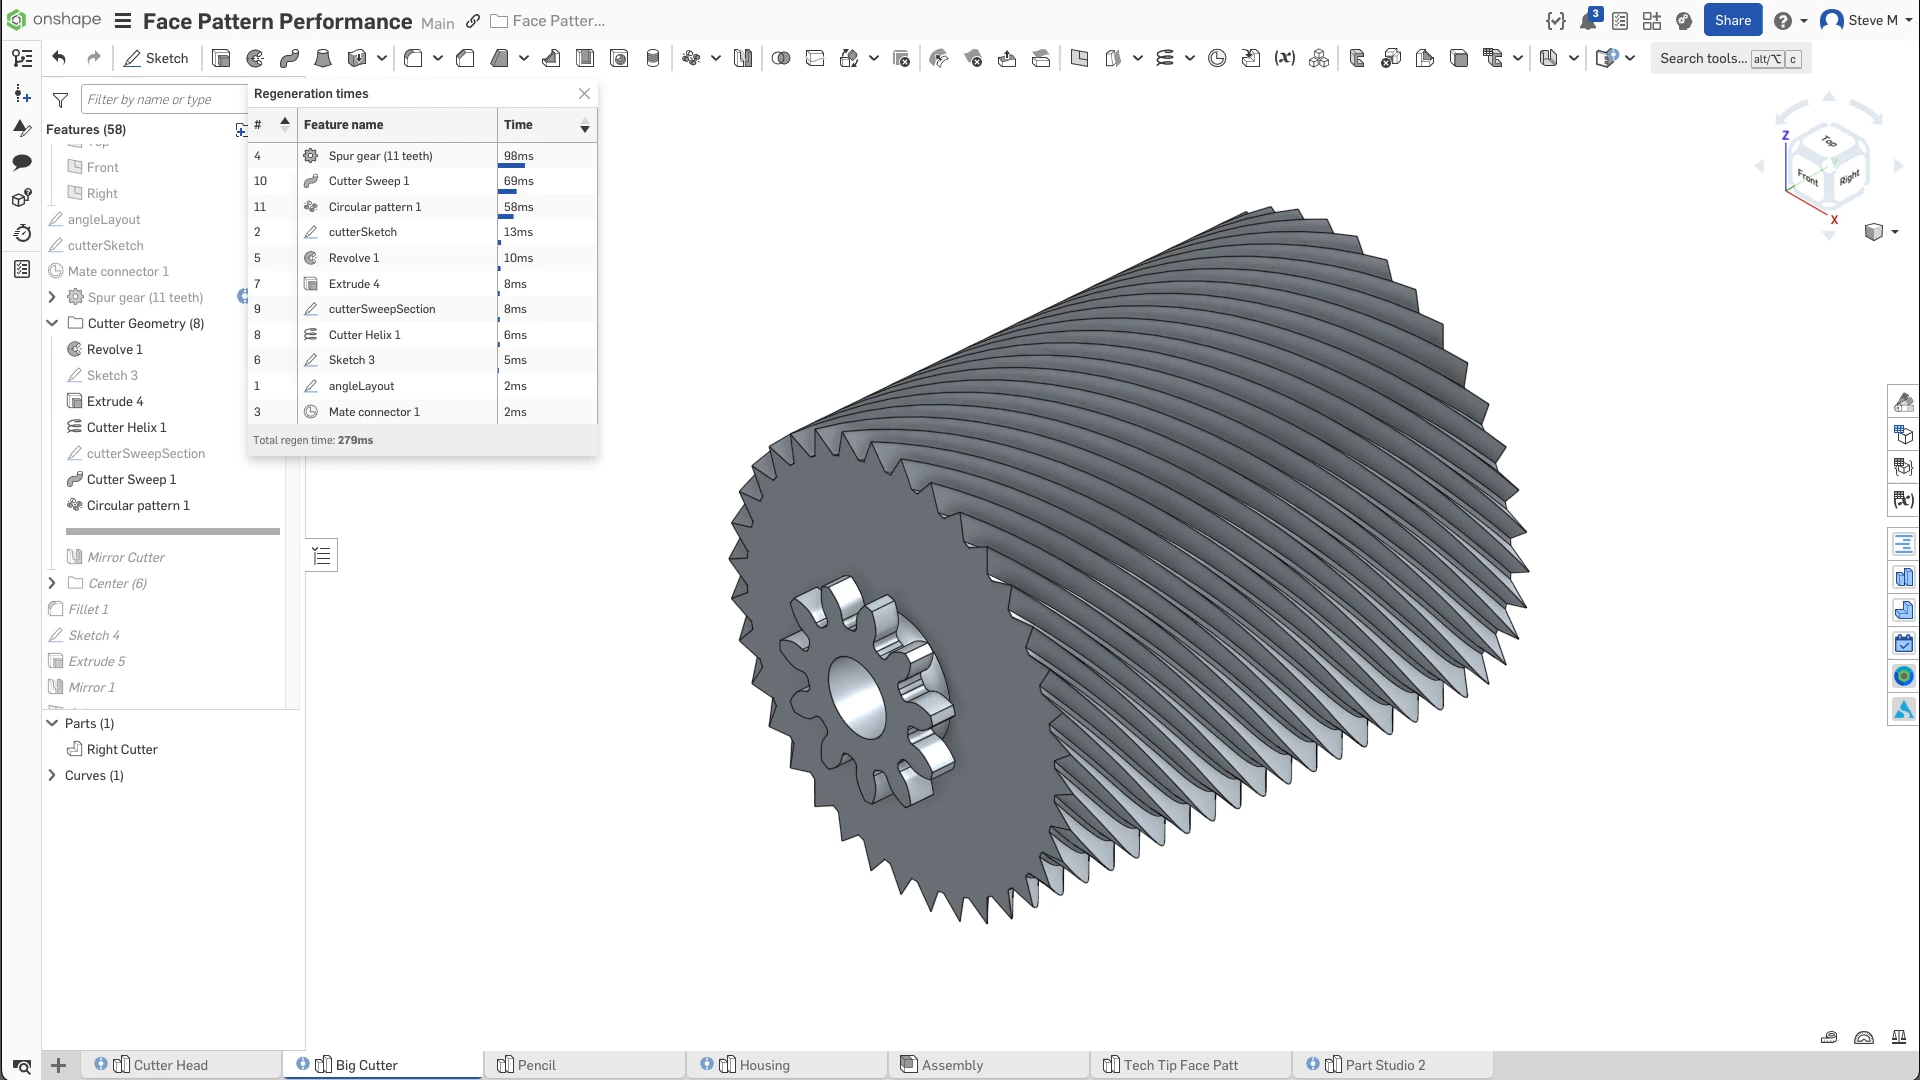 onshape
Face Pattern Performance
Main
Face Patter...
3
Share
Steve M
Sketch
Search tools...
alt/⌥
c
Filter by name or type
Features (58)
Front
Right
angleLayout
cutterSketch
Mate connector 1
Spur gear (11 teeth)
Cutter Geometry (8)
Revolve 1
Sketch 3
Extrude 4
Cutter Helix 1
cutterSweepSection
Cutter Sweep 1
Circular pattern 1
Mirror Cutter
Center (6)
Fillet 1
Sketch 4
Extrude 5
Mirror 1
Parts (1)
Right Cutter
Curves (1)
Regeneration times
# Feature name Time
4 Spur gear (11 teeth) 98ms
10 Cutter Sweep 1 69ms
11 Circular pattern 1 58ms
2 cutterSketch 13ms
5 Revolve 1 10ms
7 Extrude 4 8ms
9 cutterSweepSection 8ms
8 Cutter Helix 1 6ms
6 Sketch 3 5ms
1 angleLayout 2ms
3 Mate connector 1 2ms
Total regen time: 279ms
Z
Top
Y
Front
Right
X
(x)
(x)
Cutter Head
Big Cutter
Pencil
Housing
Assembly
Tech Tip Face Patt
Part Studio 2